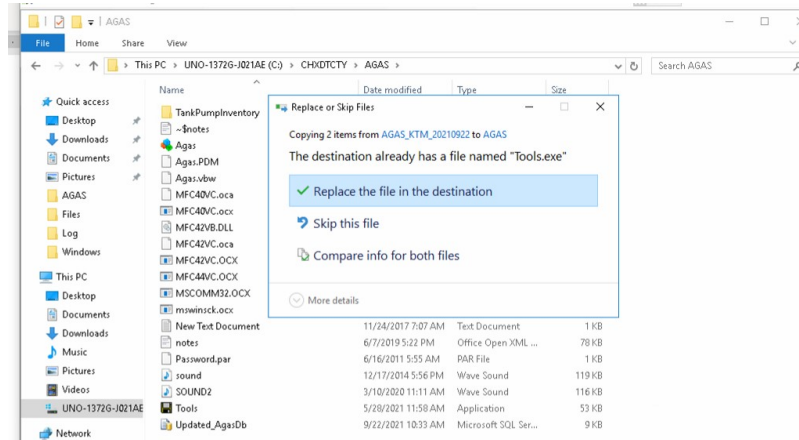 AGAS
File Home Share View
This PC > UNO-1372G-J021AE (C:) > CHXDTCTY > AGAS >
Search AGAS
Name Date modified Type Size
Quick access
Desktop
Downloads
Documents
Pictures
AGAS
Files
Log
Windows
This PC
Desktop
Documents
Downloads
Music
Pictures
Videos
UNO-1372G-J021AE
Network
TankPumpInventory
~$notes
Agas
Agas.PDM
Agas.vbw
MFC40VC.oca
MFC40VC.ocx
MFC42VB.DLL
MFC42VC.oca
MFC42VC.OCX
MFC44VC.OCX
MSCOMM32.OCX
mswinsck.ocx
New Text Document 11/24/2017 7:07 AM Text Document 1 KB
notes 6/7/2019 5:22 PM Office Open XML ... 78 KB
Password.par 6/16/2011 5:55 AM PAR File 1 KB
sound 12/17/2014 5:56 PM Wave Sound 119 KB
SOUND2 3/10/2020 11:11 AM Wave Sound 116 KB
Tools 5/28/2021 11:58 AM Application 53 KB
Updated_AgasDb 9/22/2021 10:33 AM Microsoft SQL Ser... 9 KB
Replace or Skip Files
Copying 2 items from AGAS_KTM_20210922 to AGAS
The destination already has a file named "Tools.exe"
Replace the file in the destination
Skip this file
Compare info for both files
More details